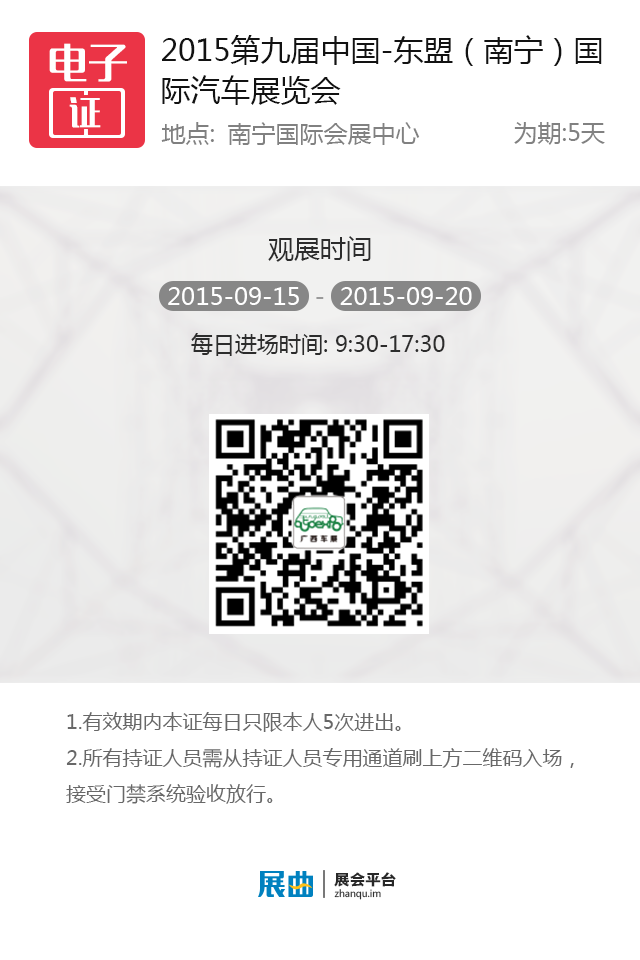 电子
证
2015第九届中国-东盟（南宁）国
际汽车展览会
地点: 南宁国际会展中心 为期:5天
观展时间
2015-09-15 - 2015-09-20
每日进场时间: 9:30-17:30
广西车展
1.有效期内本证每日只限本人5次进出。
2.所有持证人员需从持证人员专用通道刷上方二维码入场，
接受门禁系统验收放行。
展曲 展会平台
zhanqu.im